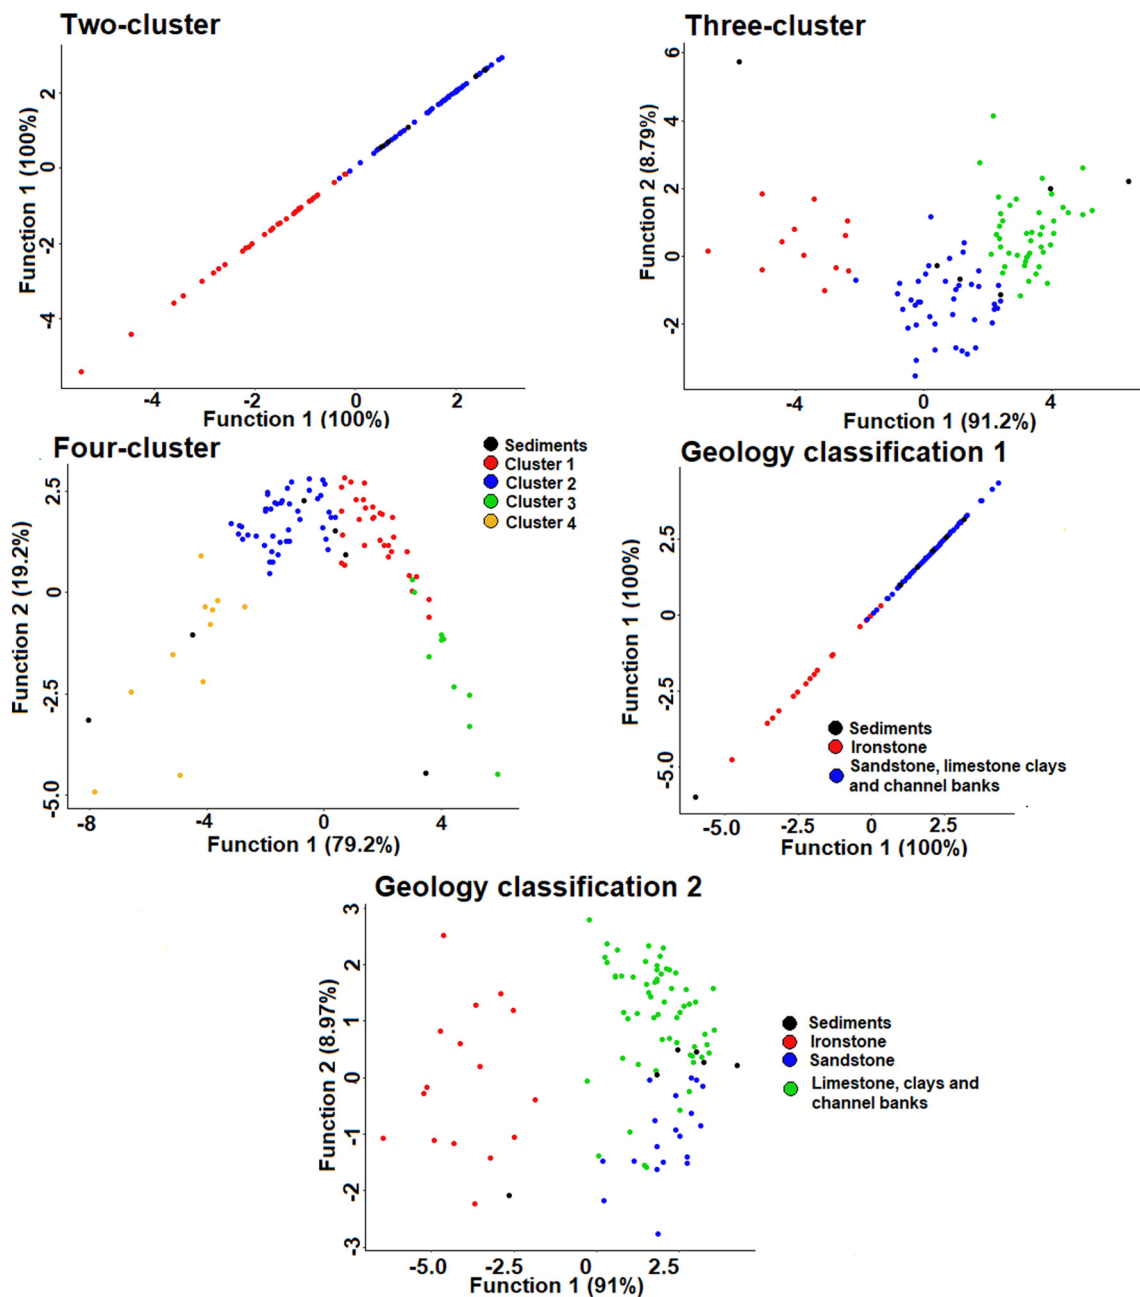 Two-cluster
Function 1 (100%)
2
0
-2
-4
-4
-2
0
2
Function 1 (100%)
Three-cluster
Function 2 (8.79%)
6
4
2
0
-2
-4
0
4
Function 1 (91.2%)
Four-cluster
Sediments
Cluster 1
Cluster 2
Cluster 3
Cluster 4
Function 2 (19.2%)
2.5
0
-2.5
-5.0
-8
-4
0
4
Function 1 (79.2%)
Geology classification 1
Function 1 (100%)
2.5
0
-2.5
-5.0
Sediments
Ironstone
Sandstone, limestone clays
and channel banks
-5.0
-2.5
0
2.5
Function 1 (100%)
Geology classification 2
Function 2 (8.97%)
3
2
1
0
-1
-2
-3
Sediments
Ironstone
Sandstone
Limestone, clays and
channel banks
-5.0
-2.5
0
2.5
Function 1 (91%)